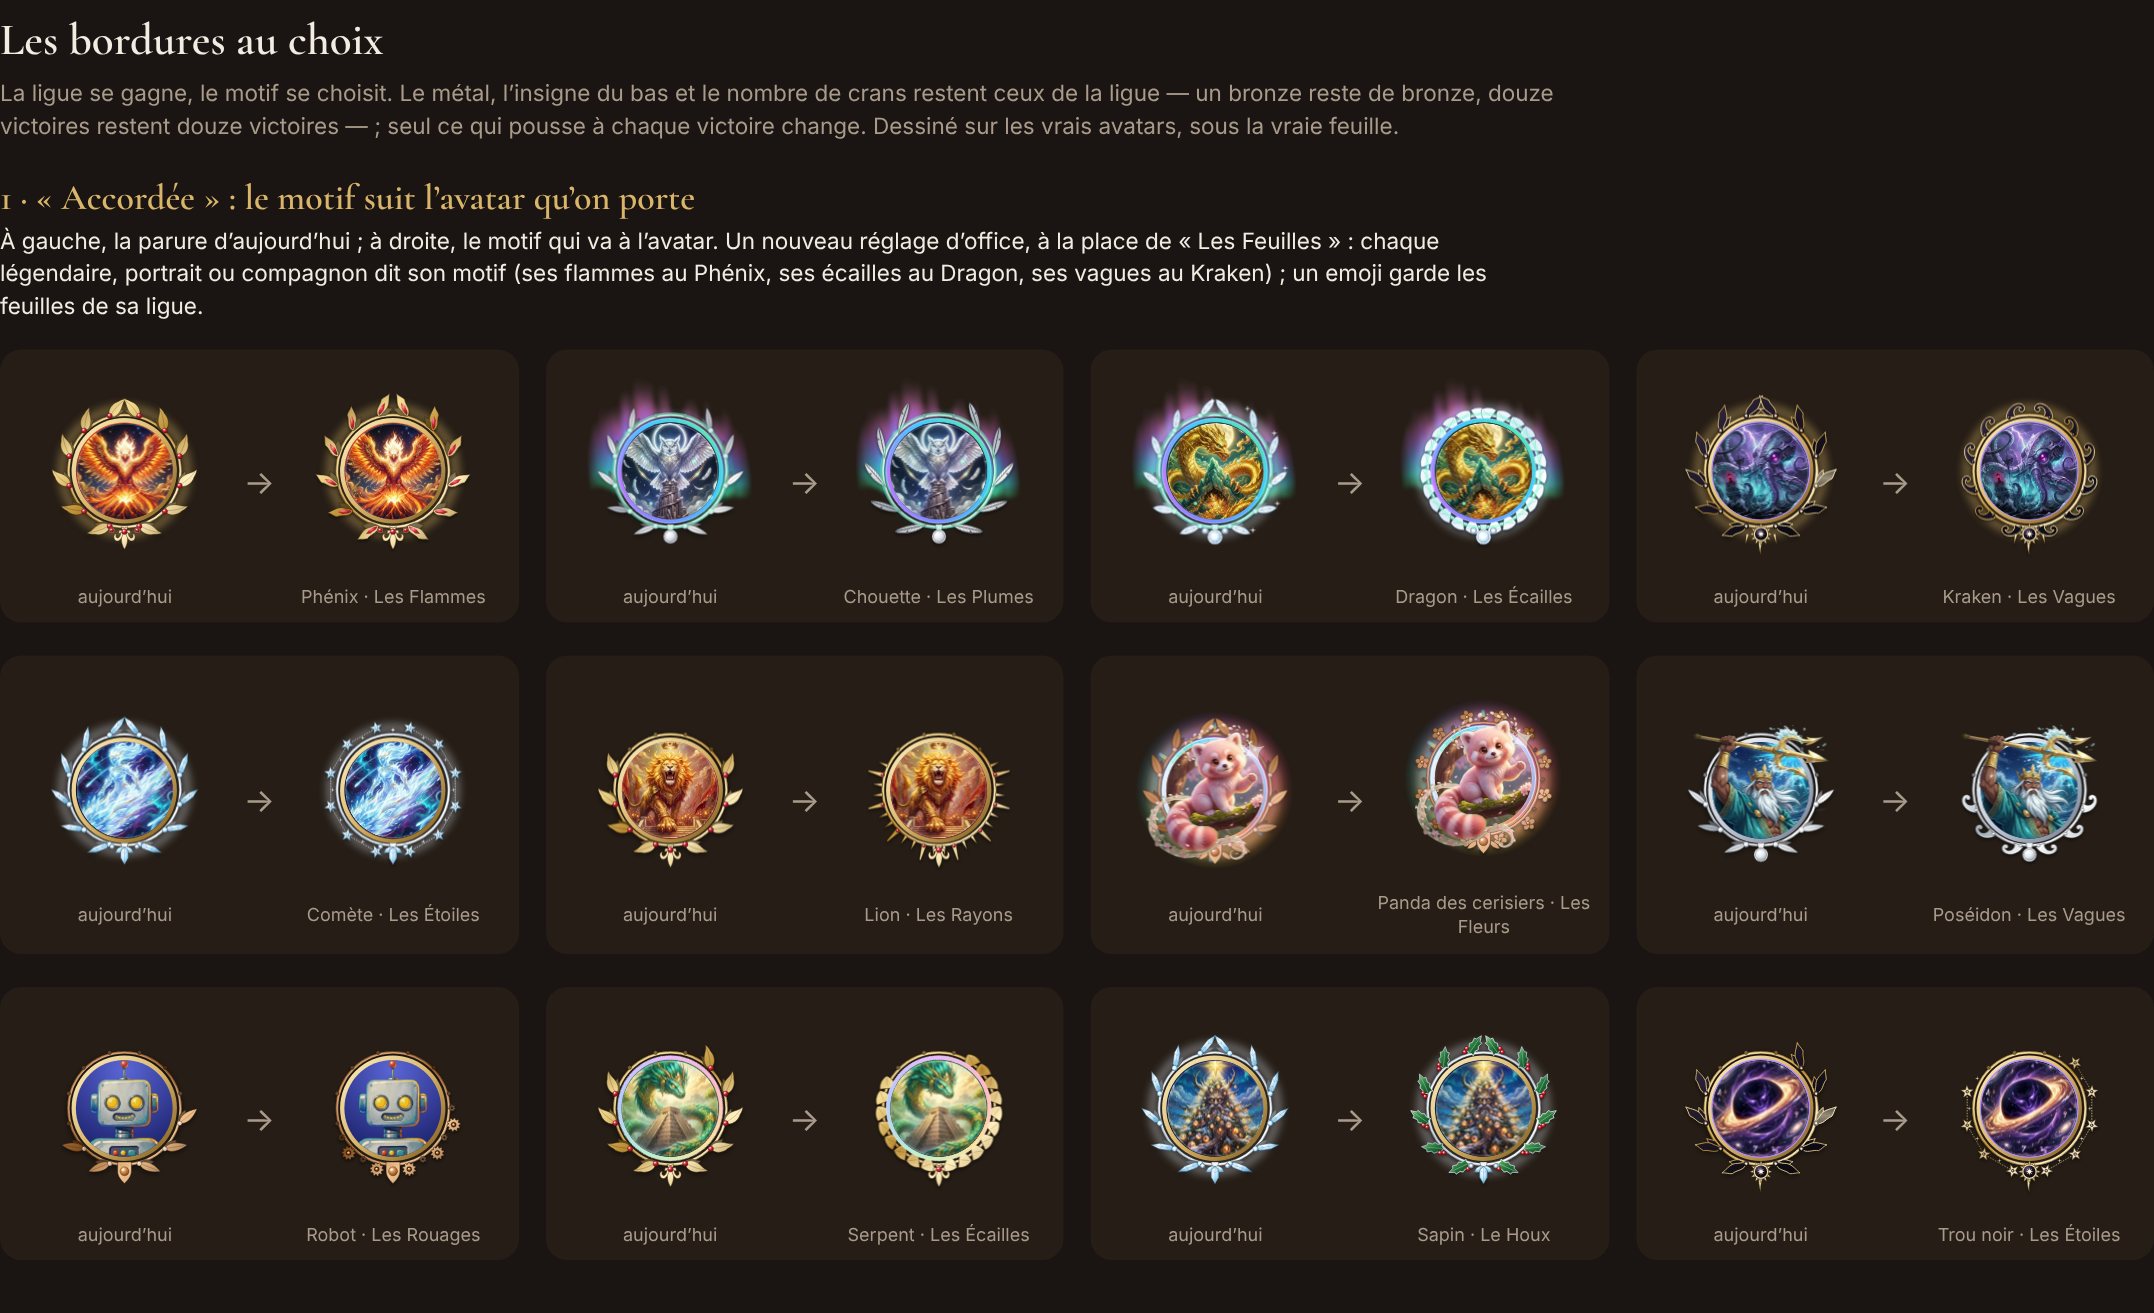 Les bordures au choix
La ligue se gagne, le motif se choisit. Le métal, l’insigne du bas et le nombre de crans restent ceux de la ligue — un bronze reste de bronze, douze
victoires restent douze victoires — ; seul ce qui pousse à chaque victoire change. Dessiné sur les vrais avatars, sous la vraie feuille.
1 · « Accordée » : le motif suit l’avatar qu’on porte
À gauche, la parure d’aujourd’hui ; à droite, le motif qui va à l’avatar. Un nouveau réglage d’office, à la place de « Les Feuilles » : chaque
légendaire, portrait ou compagnon dit son motif (ses flammes au Phénix, ses écailles au Dragon, ses vagues au Kraken) ; un emoji garde les
feuilles de sa ligue.
→
aujourd’hui
Phénix · Les Flammes
→
aujourd’hui
Chouette · Les Plumes
→
aujourd’hui
Dragon · Les Écailles
→
aujourd’hui
Kraken · Les Vagues
→
aujourd’hui
Comète · Les Étoiles
→
aujourd’hui
Lion · Les Rayons
→
aujourd’hui
Panda des cerisiers · Les
Fleurs
→
aujourd’hui
Poséidon · Les Vagues
→
aujourd’hui
Robot · Les Rouages
→
aujourd’hui
Serpent · Les Écailles
→
aujourd’hui
Sapin · Le Houx
→
aujourd’hui
Trou noir · Les Étoiles